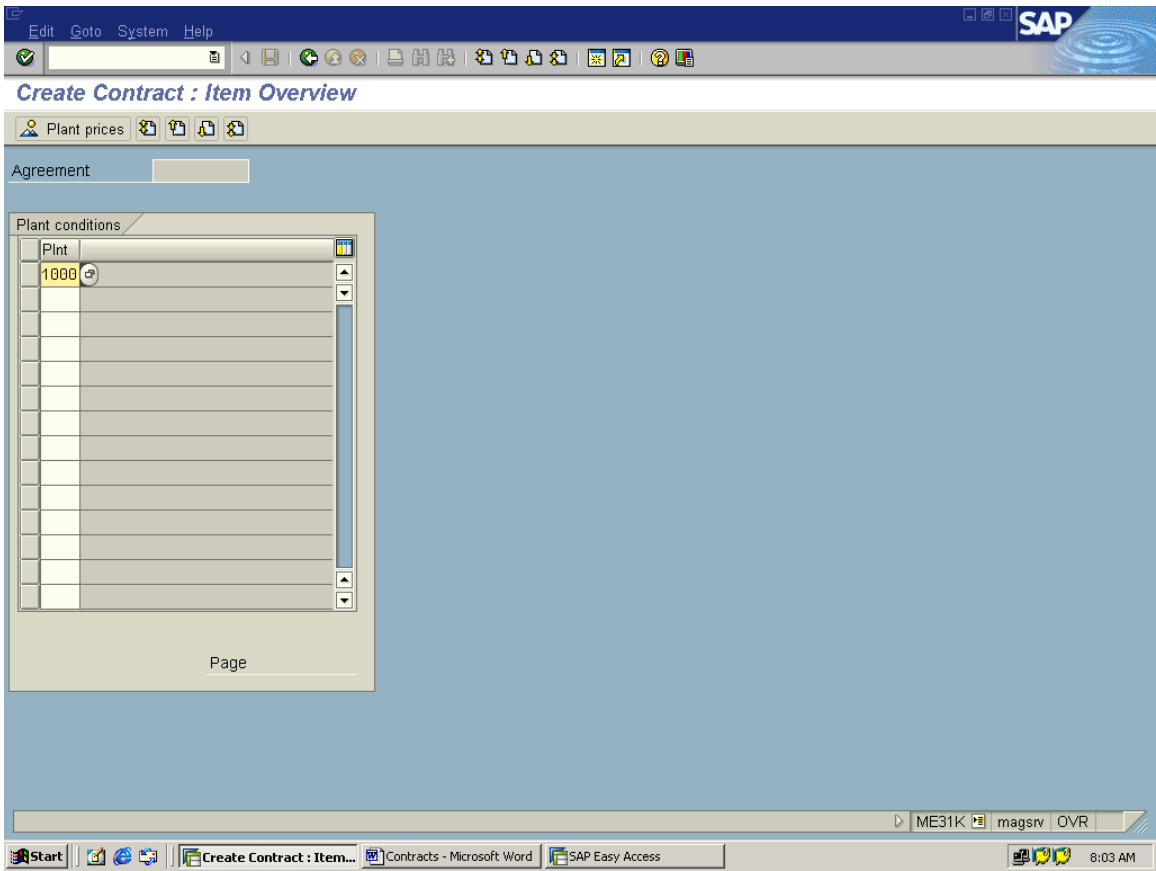 Edit Goto System Help
SAP
Create Contract : Item Overview
Plant prices
Agreement
Plant conditions
Plnt
1000
Page
ME31K magsrv OVR
Start Create Contract : Item... Contracts - Microsoft Word SAP Easy Access 8:03 AM